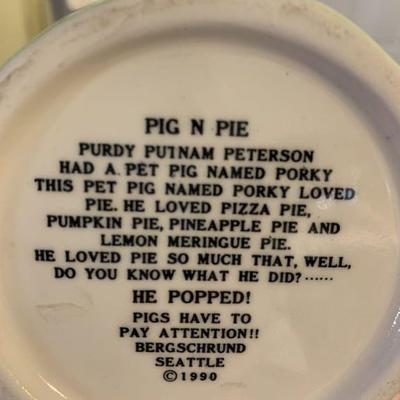 PIG N PIE
PURDY PUTNAM PETERSON
HAD A PET PIG NAMED PORKY
THIS PET PIG NAMED PORKY LOVED
PIE. HE LOVED PIZZA PIE,
PUMPKIN PIE, PINEAPPLE PIE AND
LEMON MERINGUE PIE.
HE LOVED PIE SO MUCH THAT, WELL,
DO YOU KNOW WHAT HE DID?......
HE POPPED!
PIGS HAVE TO
PAY ATTENTION!!
BERGSCHRUND
SEATTLE
©1990